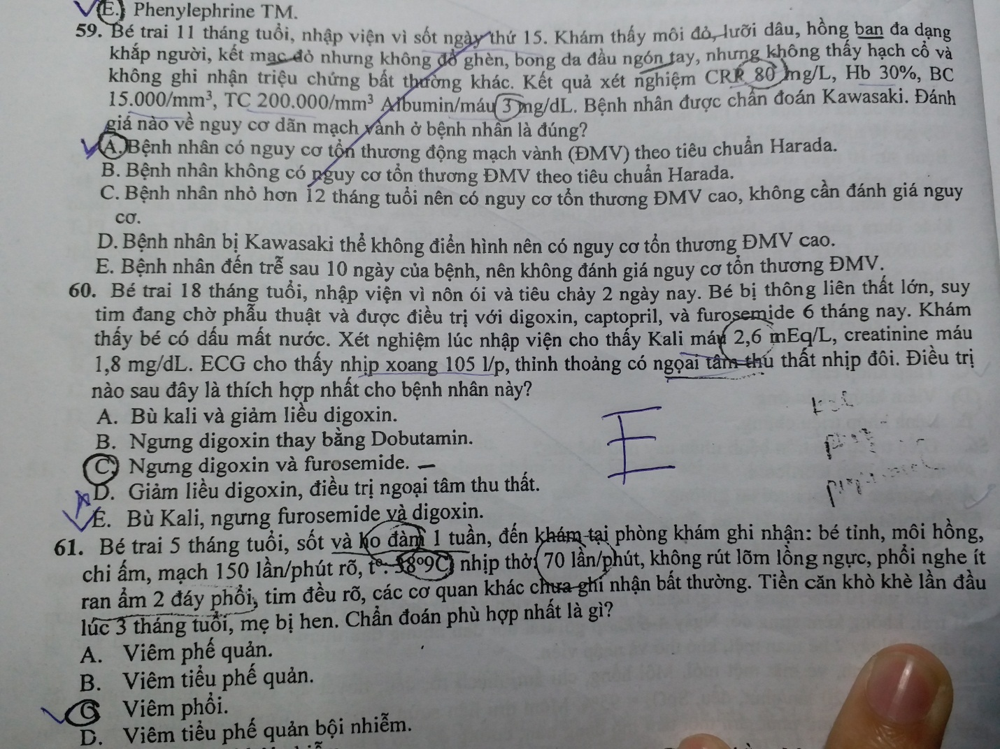 E. Phenylephrine TM.
59. Bé trai 11 tháng tuổi, nhập viện vì sốt ngày thứ 15. Khám thấy môi đỏ, lưỡi dâu, hồng ban đa dạng
khắp người, kết mạc đỏ nhưng không đổ ghèn, bong da đầu ngón tay, nhưng không thấy hạch cổ và
không ghi nhận triệu chứng bất thường khác. Kết quả xét nghiệm CRP 80 mg/L, Hb 30%, BC
15.000/mm³, TC 200.000/mm³ Albumin/máu 3 mg/dL. Bệnh nhân được chẩn đoán Kawasaki. Đánh
giá nào về nguy cơ dãn mạch vành ở bệnh nhân là đúng?
A. Bệnh nhân có nguy cơ tổn thương động mạch vành (ĐMV) theo tiêu chuẩn Harada.
B. Bệnh nhân không có nguy cơ tổn thương ĐMV theo tiêu chuẩn Harada.
C. Bệnh nhân nhỏ hơn 12 tháng tuổi nên có nguy cơ tổn thương ĐMV cao, không cần đánh giá nguy
cơ.
D. Bệnh nhân bị Kawasaki thể không điển hình nên có nguy cơ tổn thương ĐMV cao.
E. Bệnh nhân đến trễ sau 10 ngày của bệnh, nên không đánh giá nguy cơ tổn thương ĐMV.
60. Bé trai 18 tháng tuổi, nhập viện vì nôn ói và tiêu chảy 2 ngày nay. Bé bị thông liên thất lớn, suy
tim đang chờ phẫu thuật và được điều trị với digoxin, captopril, và furosemide 6 tháng nay. Khám
thấy bé có dấu mất nước. Xét nghiệm lúc nhập viện cho thấy Kali máu 2,6 mEq/L, creatinine máu
1,8 mg/dL. ECG cho thấy nhịp xoang 105 l/p, thỉnh thoảng có ngoại tâm thu thất nhịp đôi. Điều trị
nào sau đây là thích hợp nhất cho bệnh nhân này?
A. Bù kali và giảm liều digoxin.
B. Ngưng digoxin thay bằng Dobutamin.
C. Ngưng digoxin và furosemide.
D. Giảm liều digoxin, điều trị ngoại tâm thu thất.
E. Bù Kali, ngưng furosemide và digoxin.
E
61. Bé trai 5 tháng tuổi, sốt và ho đàm 1 tuần, đến khám tại phòng khám ghi nhận: bé tỉnh, môi hồng,
chi ấm, mạch 150 lần/phút rõ, t°: 38°9C, nhịp thở: 70 lần/phút, không rút lõm lồng ngực, phổi nghe ít
ran ẩm 2 đáy phổi, tim đều rõ, các cơ quan khác chưa ghi nhận bất thường. Tiền căn khò khè lần đầu
lúc 3 tháng tuổi, mẹ bị hen. Chẩn đoán phù hợp nhất là gì?
A. Viêm phế quản.
B. Viêm tiểu phế quản.
C Viêm phổi.
D. Viêm tiểu phế quản bội nhiễm.